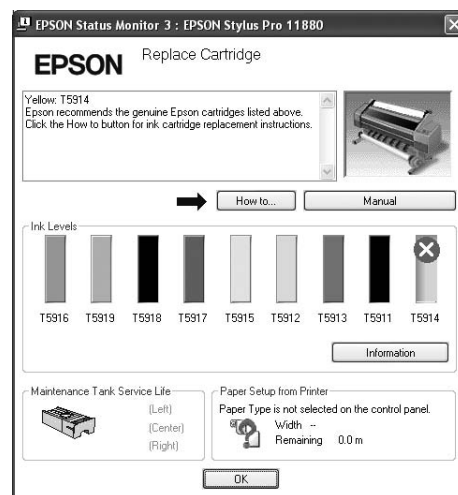 EPSON Status Monitor 3 : EPSON Stylus Pro 11880
EPSON
Replace Cartridge
Yellow: T5914
Epson recommends the genuine Epson cartridges listed above.
Click the How to button for ink cartridge replacement instructions.
How to...
Manual
Ink Levels
T5916 T5919 T5918 T5917 T5915 T5912 T5913 T5911 T5914
Information
Maintenance Tank Service Life
(Left)
(Center)
(Right)
Paper Setup from Printer
Paper Type is not selected on the control panel.
Width --
Remaining 0.0 m
OK